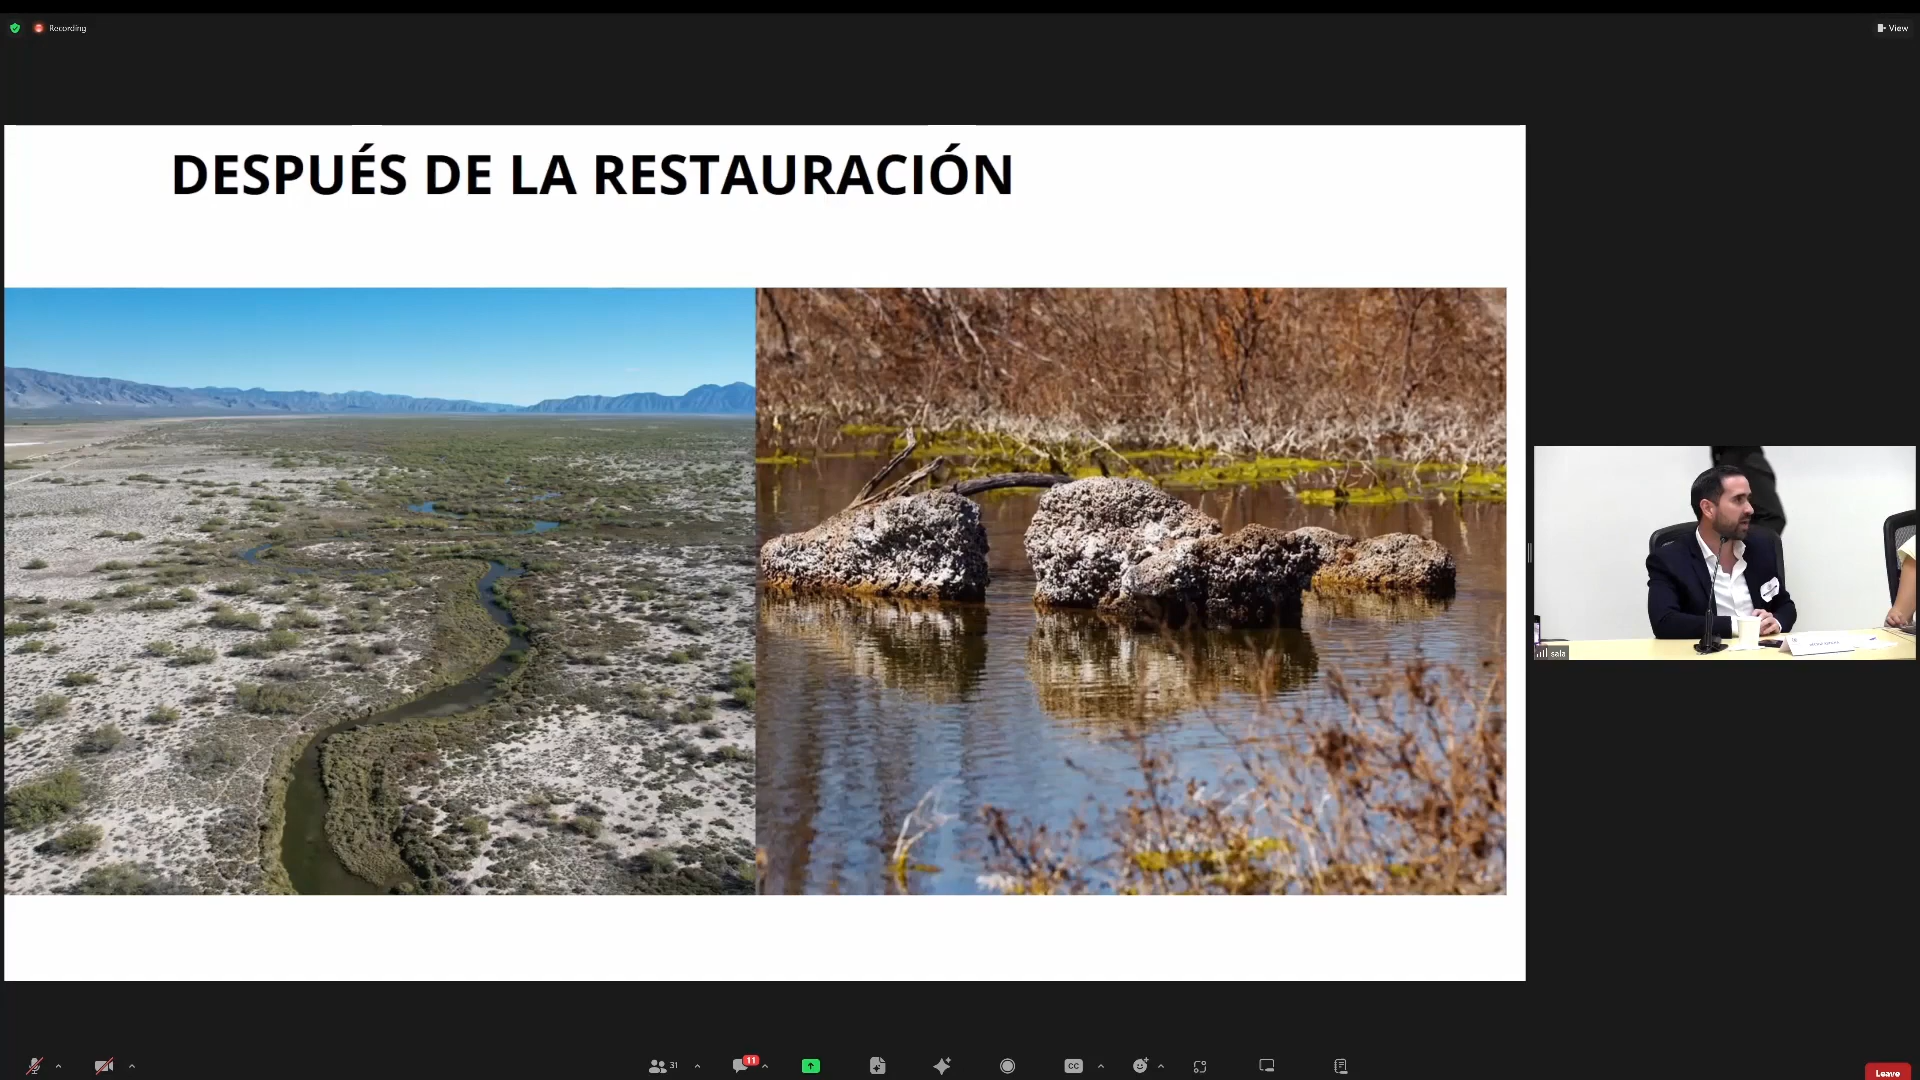 Recording
View
DESPUÉS DE LA RESTAURACIÓN
sala
31
11
CC
Leave